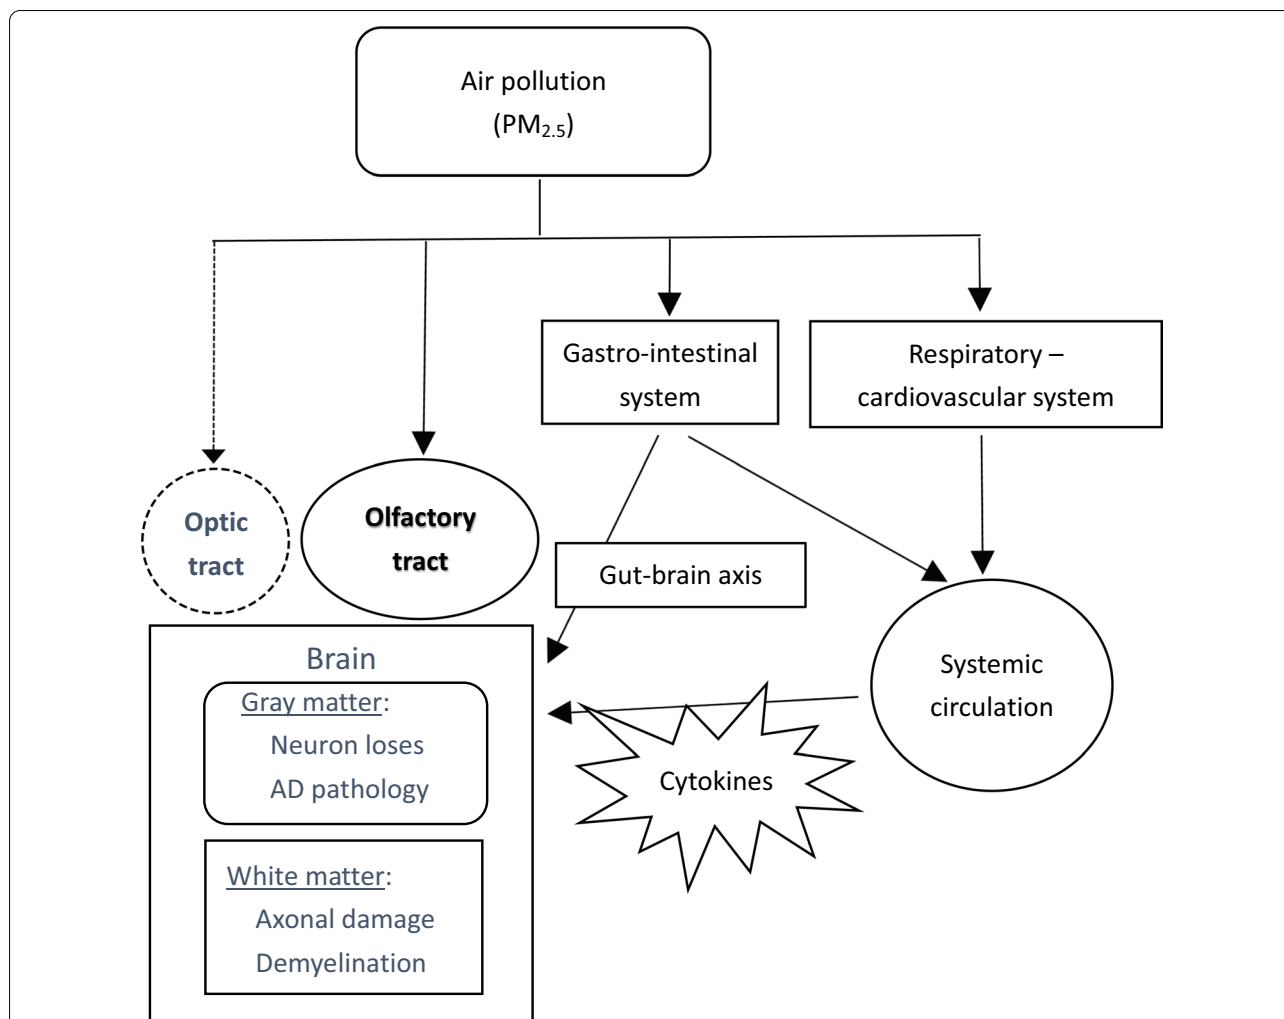 Air pollution
(PM₂.₅)
Gastro-intestinal
system
Respiratory –
cardiovascular system
Optic
tract
Olfactory
tract
Gut-brain axis
Systemic
circulation
Brain
Gray matter:
Neuron loses
AD pathology
Cytokines
White matter:
Axonal damage
Demyelination